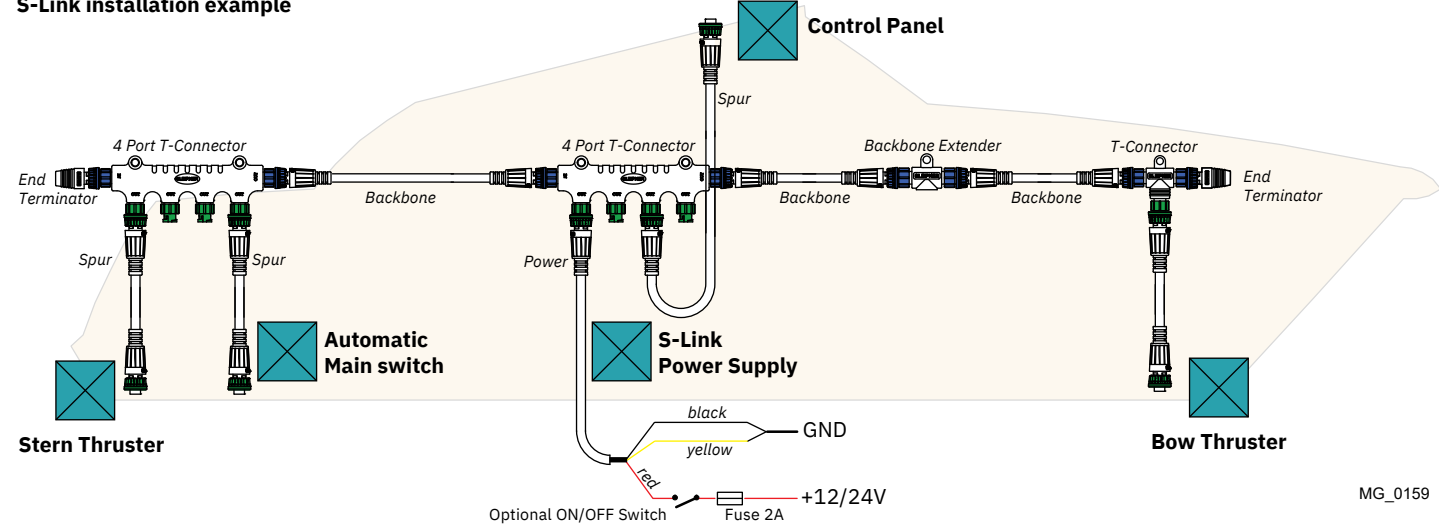 S-Link installation example
Control Panel
Spur
4 Port T-Connector
4 Port T-Connector
Backbone Extender
T-Connector
End
Terminator
Backbone
Backbone
Backbone
End
Terminator
Spur
Spur
Power
Automatic
Main switch
S-Link
Power Supply
Stern Thruster
Bow Thruster
black
GND
yellow
red
+12/24V
Optional ON/OFF Switch
Fuse 2A
MG_0159